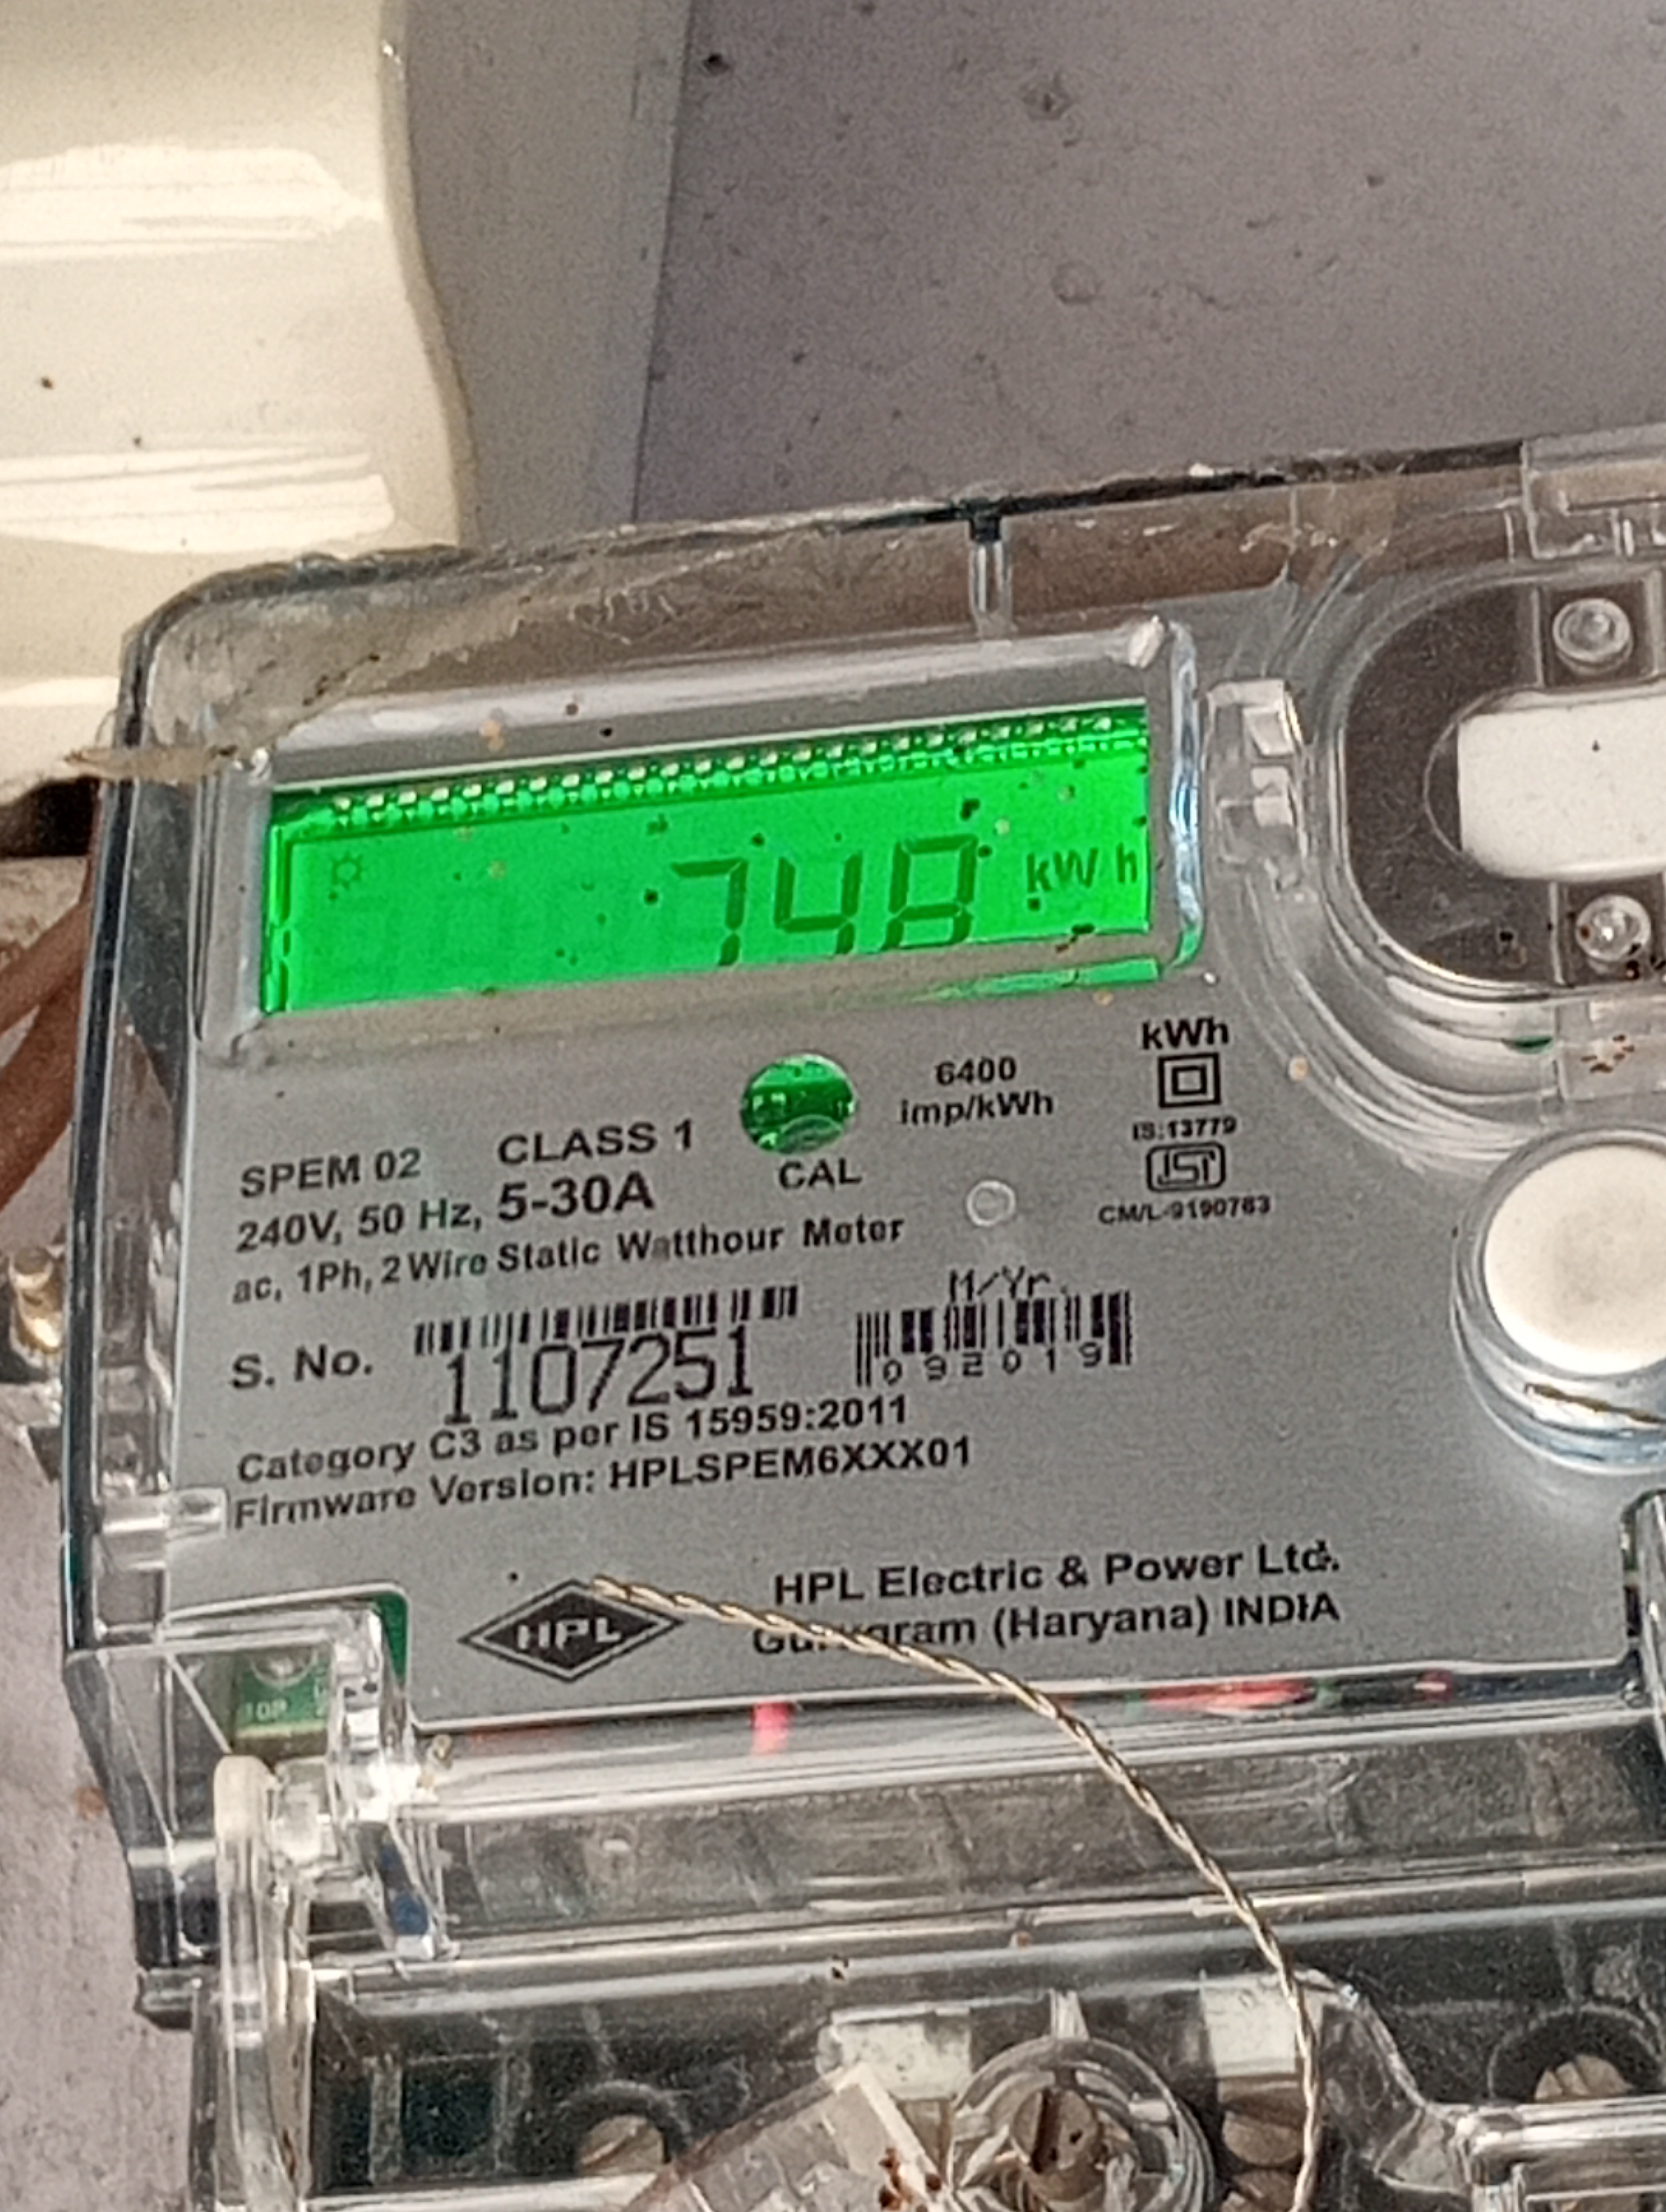 748 kWh
kWh
6400
imp/kWh
IS:13779
ISI
CM/L-9190763
SPEM 02 CLASS 1
CAL
240V, 50 Hz, 5-30A
ac, 1Ph, 2 Wire Static Watthour Meter
M/Yr.
S. No. 1107251
092019
Category C3 as per IS 15959:2011
Firmware Version: HPLSPEM6XXX01
HPL
HPL Electric & Power Ltd.
(Haryana) INDIA